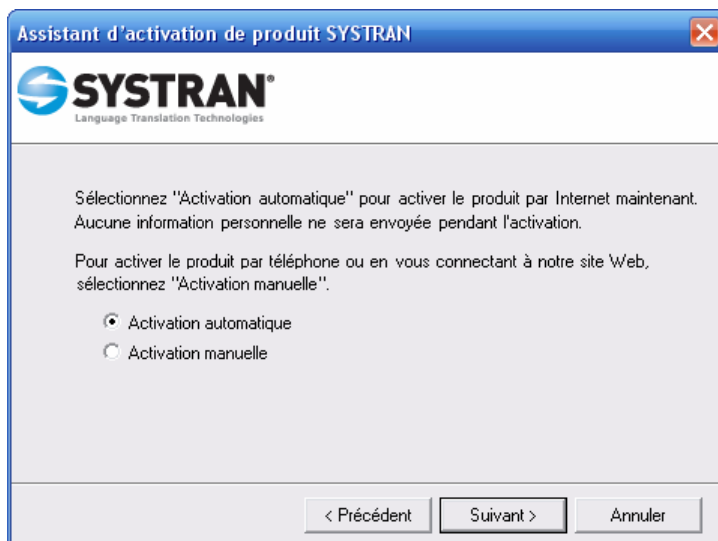 Assistant d'activation de produit SYSTRAN
SYSTRAN®
Language Translation Technologies
Sélectionnez "Activation automatique" pour activer le produit par Internet maintenant.
Aucune information personnelle ne sera envoyée pendant l'activation.
Pour activer le produit par téléphone ou en vous connectant à notre site Web,
sélectionnez "Activation manuelle".
Activation automatique
Activation manuelle
< Précédent Suivant > Annuler